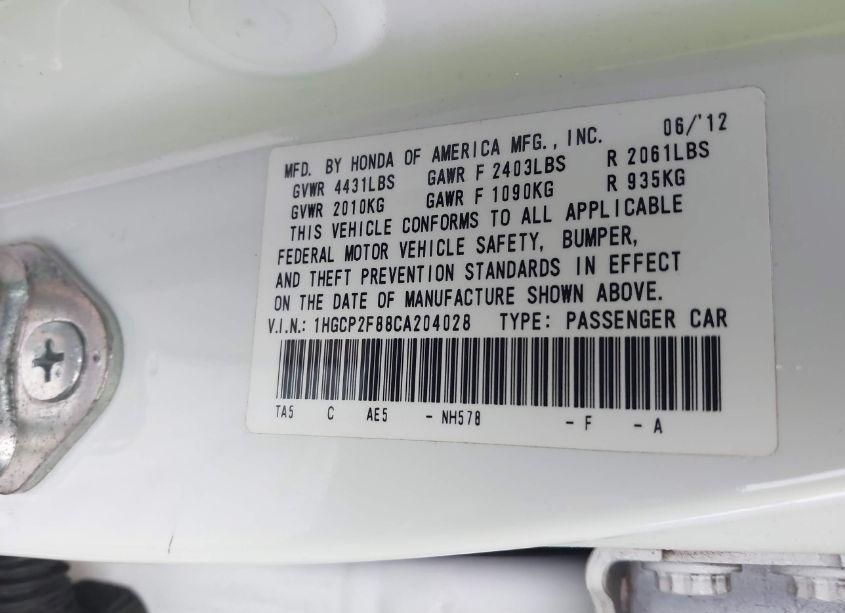 MFD. BY HONDA OF AMERICA MFG., INC. 06/'12
GVWR 4431LBS GAWR F 2403LBS R 2061LBS
GVWR 2010KG GAWR F 1090KG R 935KG
THIS VEHICLE CONFORMS TO ALL APPLICABLE
FEDERAL MOTOR VEHICLE SAFETY, BUMPER,
AND THEFT PREVENTION STANDARDS IN EFFECT
ON THE DATE OF MANUFACTURE SHOWN ABOVE.
V.I.N.: 1HGCP2F88CA204028 TYPE: PASSENGER CAR
TA5 C AE5 - NH578 - F - A